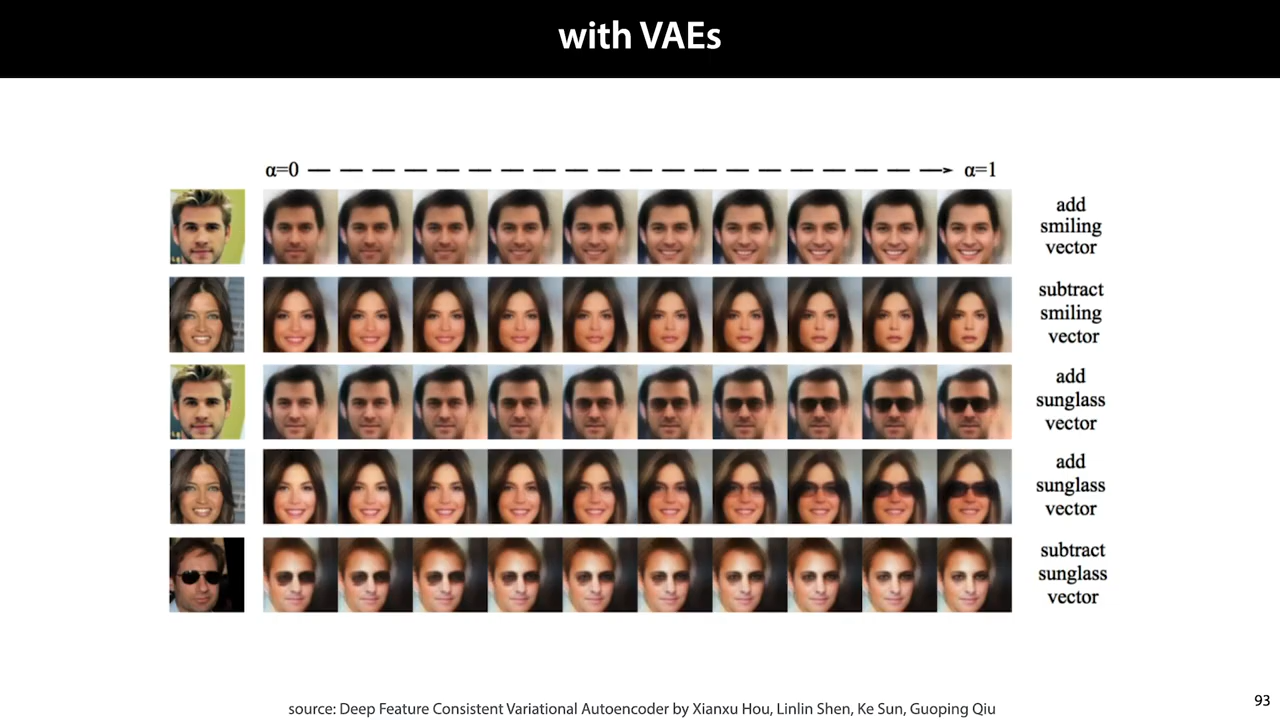 with VAEs
α=0
α=1
add
smiling
vector
subtract
smiling
vector
add
sunglass
vector
add
sunglass
vector
subtract
sunglass
vector
source: Deep Feature Consistent Variational Autoencoder by Xianxu Hou, Linlin Shen, Ke Sun, Guoping Qiu
93